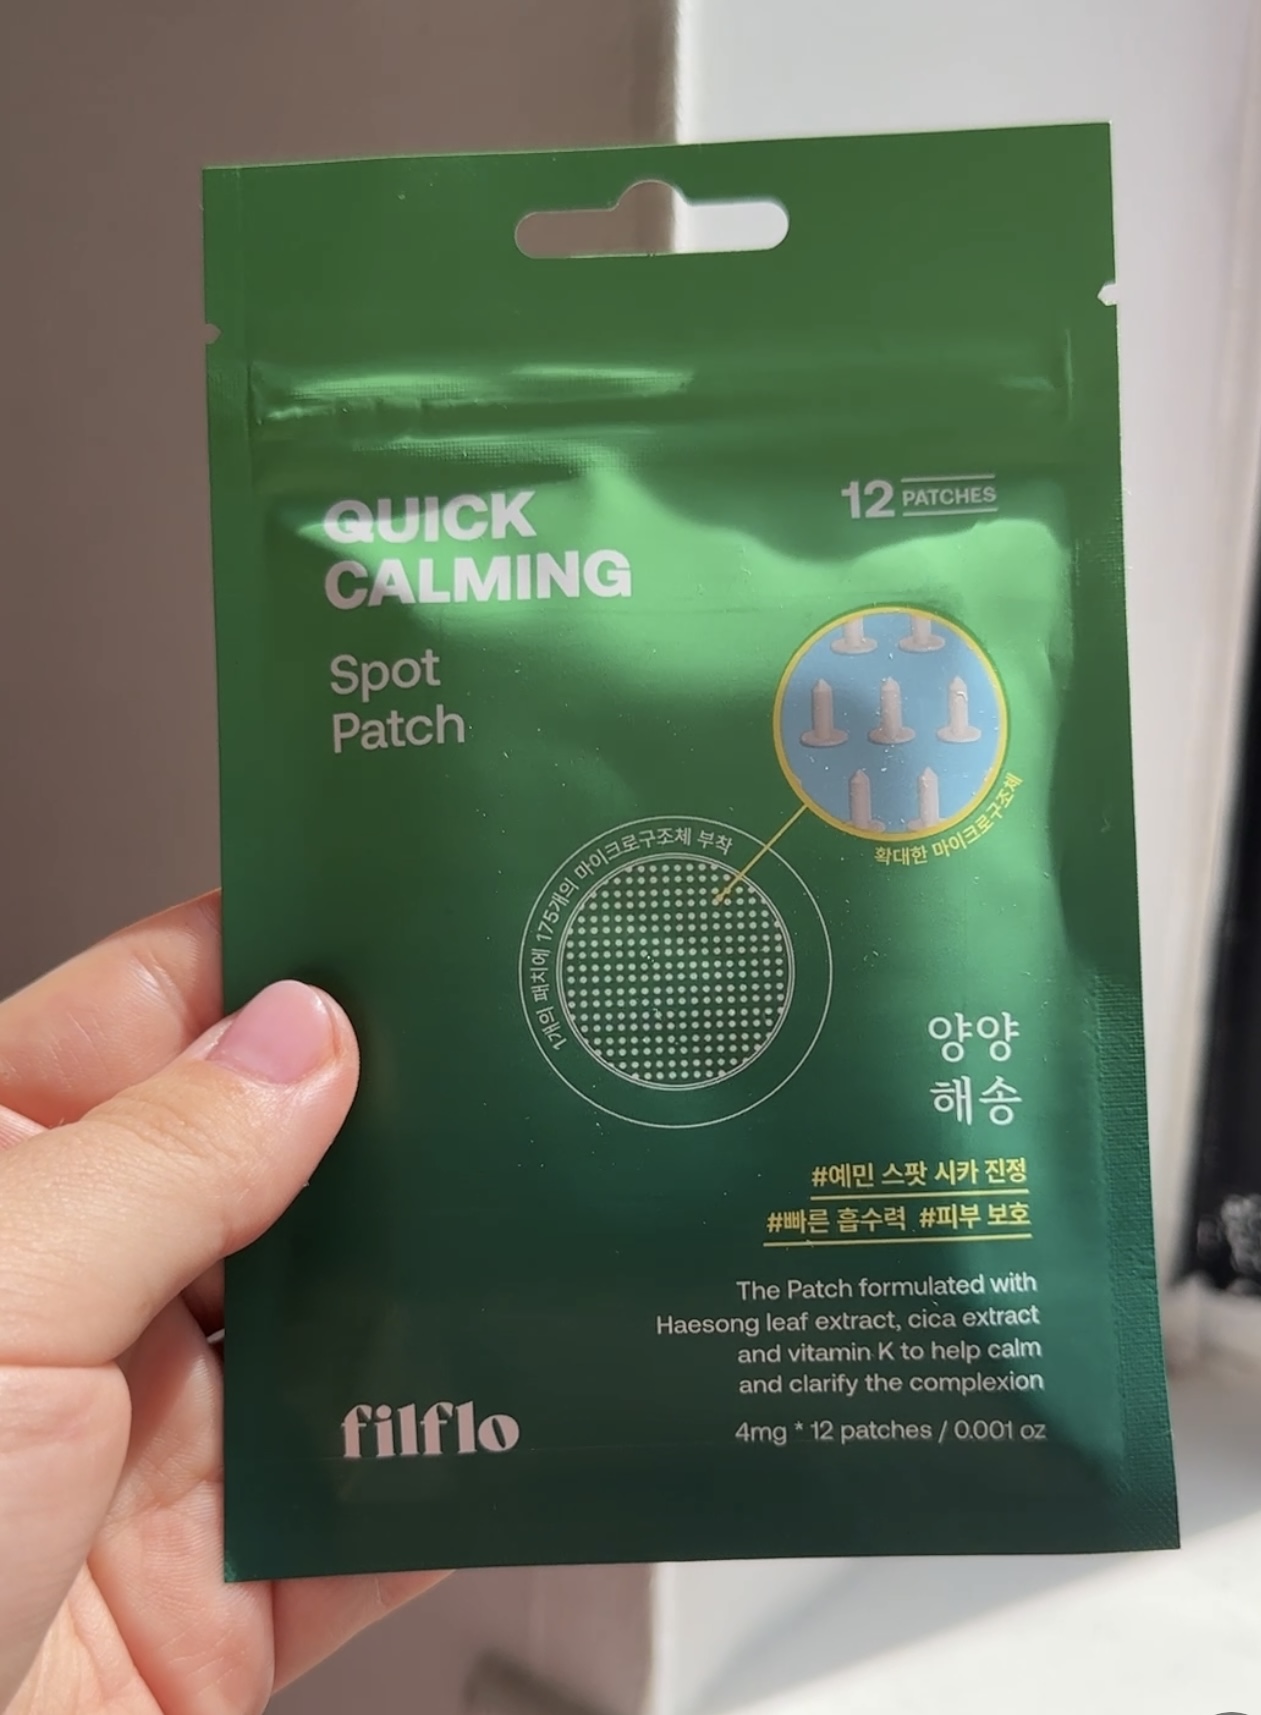 QUICK
CALMING
Spot
Patch
12 PATCHES
확대한 마이크로구조체
1개의 패치에 175개의 마이크로구조체 부착
양양
해송
#예민 스팟 시카 진정
#빠른 흡수력 #피부 보호
The Patch formulated with
Haesong leaf extract, cica extract
and vitamin K to help calm
and clarify the complexion
4mg * 12 patches / 0.001 oz
filflo